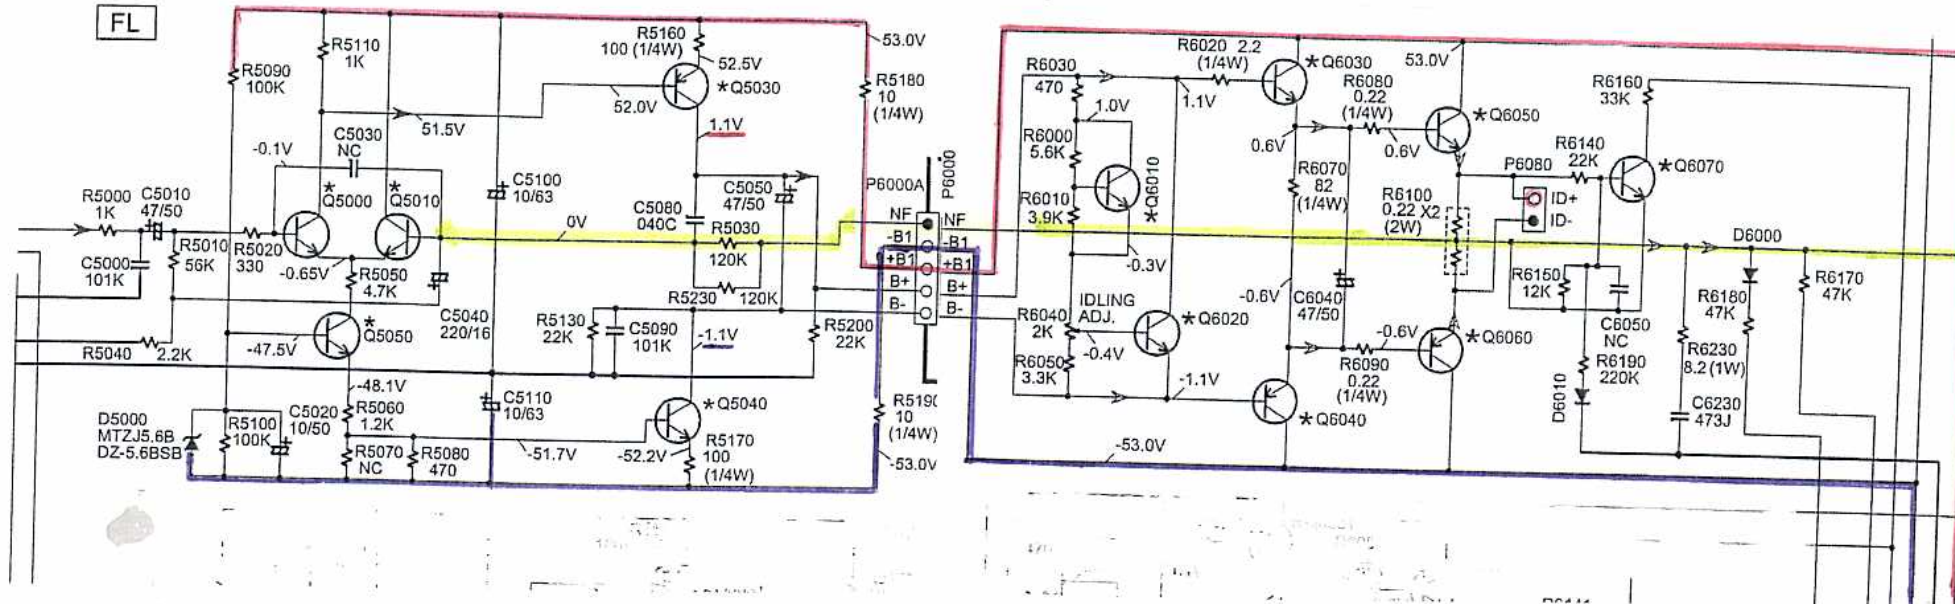 FL
R5090
100K
R5110
1K
51.5V
-0.1V
C5030
NC
R5000
1K
C5010
47/50
C5000
101K
R5010
56K
R5020
330
*
Q5000
*
Q5010
-0.65V
R5050
4.7K
*
Q5050
C5040
220/16
R5040
2.2K
-47.5V
-48.1V
R5060
1.2K
D5000
MTZJ5.6B
DZ-5.6BSB
R5100
100K
C5020
10/50
R5070
NC
R5080
470
-51.7V
C5100
10/63
C5110
10/63
0V
R5160
100 (1/4W)
52.5V
52.0V
*Q5030
1.1V
C5080
040C
C5050
47/50
R5030
120K
R5230
120K
R5130
22K
C5090
101K
-1.1V
*Q5040
-52.2V
R5170
100
(1/4W)
R5200
22K
53.0V
R5180
10
(1/4W)
P6000A
P6000
NF
-B1
+B1
B+
B-
NF
-B1
+B1
B+
B-
R5190
10
(1/4W)
-53.0V
R6030
470
1.0V
R6000
5.6K
R6010
3.9K
*Q6010
-0.3V
IDLING
ADJ.
R6040
2K
-0.4V
R6050
3.3K
*Q6020
-1.1V
1.1V
R6020 2.2
(1/4W)
*Q6030
0.6V
R6070
82
(1/4W)
-0.6V
*Q6040
C6040
47/50
R6080
0.22
(1/4W)
0.6V
53.0V
*Q6050
R6100
0.22 X2
(2W)
-0.6V
R6090
0.22
(1/4W)
*Q6060
-53.0V
P6080
ID+
ID-
R6140
22K
R6160
33K
*Q6070
R6150
12K
C6050
NC
R6190
220K
D6010
D6000
R6180
47K
R6170
47K
R6230
8.2 (1W)
C6230
473J